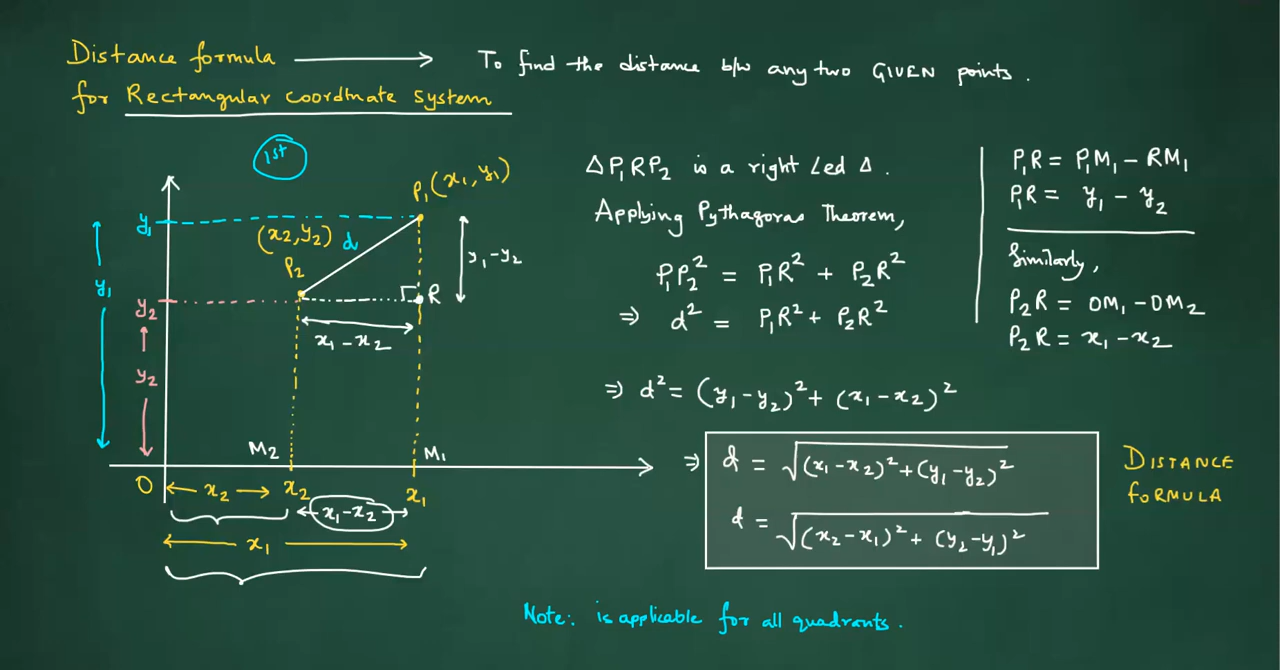 Distance formula ⟶ To find the distance b/w any two GIVEN points.
for Rectangular coordinate system
1st
P₁(x₁, y₁)
y₁
(x₂, y₂)
d
P₂
y₁-y₂
R
y₂
x₁-x₂
y₁
y₂
M₂
M₁
O
x₂
x₂
x₁
x₁-x₂
x₁
△P₁RP₂ is a right ∠ed △.
Applying Pythagoras Theorem,
P₁P₂² = P₁R² + P₂R²
⇒ d² = P₁R² + P₂R²
⇒ d² = (y₁-y₂)² + (x₁-x₂)²
⇒ d = √(x₁-x₂)²+(y₁-y₂)²
d = √(x₂-x₁)²+(y₂-y₁)²
DISTANCE
FORMULA
P₁R = P₁M₁ - RM₁
P₁R = y₁ - y₂
Similarly,
P₂R = OM₁ - OM₂
P₂R = x₁ - x₂
Note: is applicable for all quadrants.